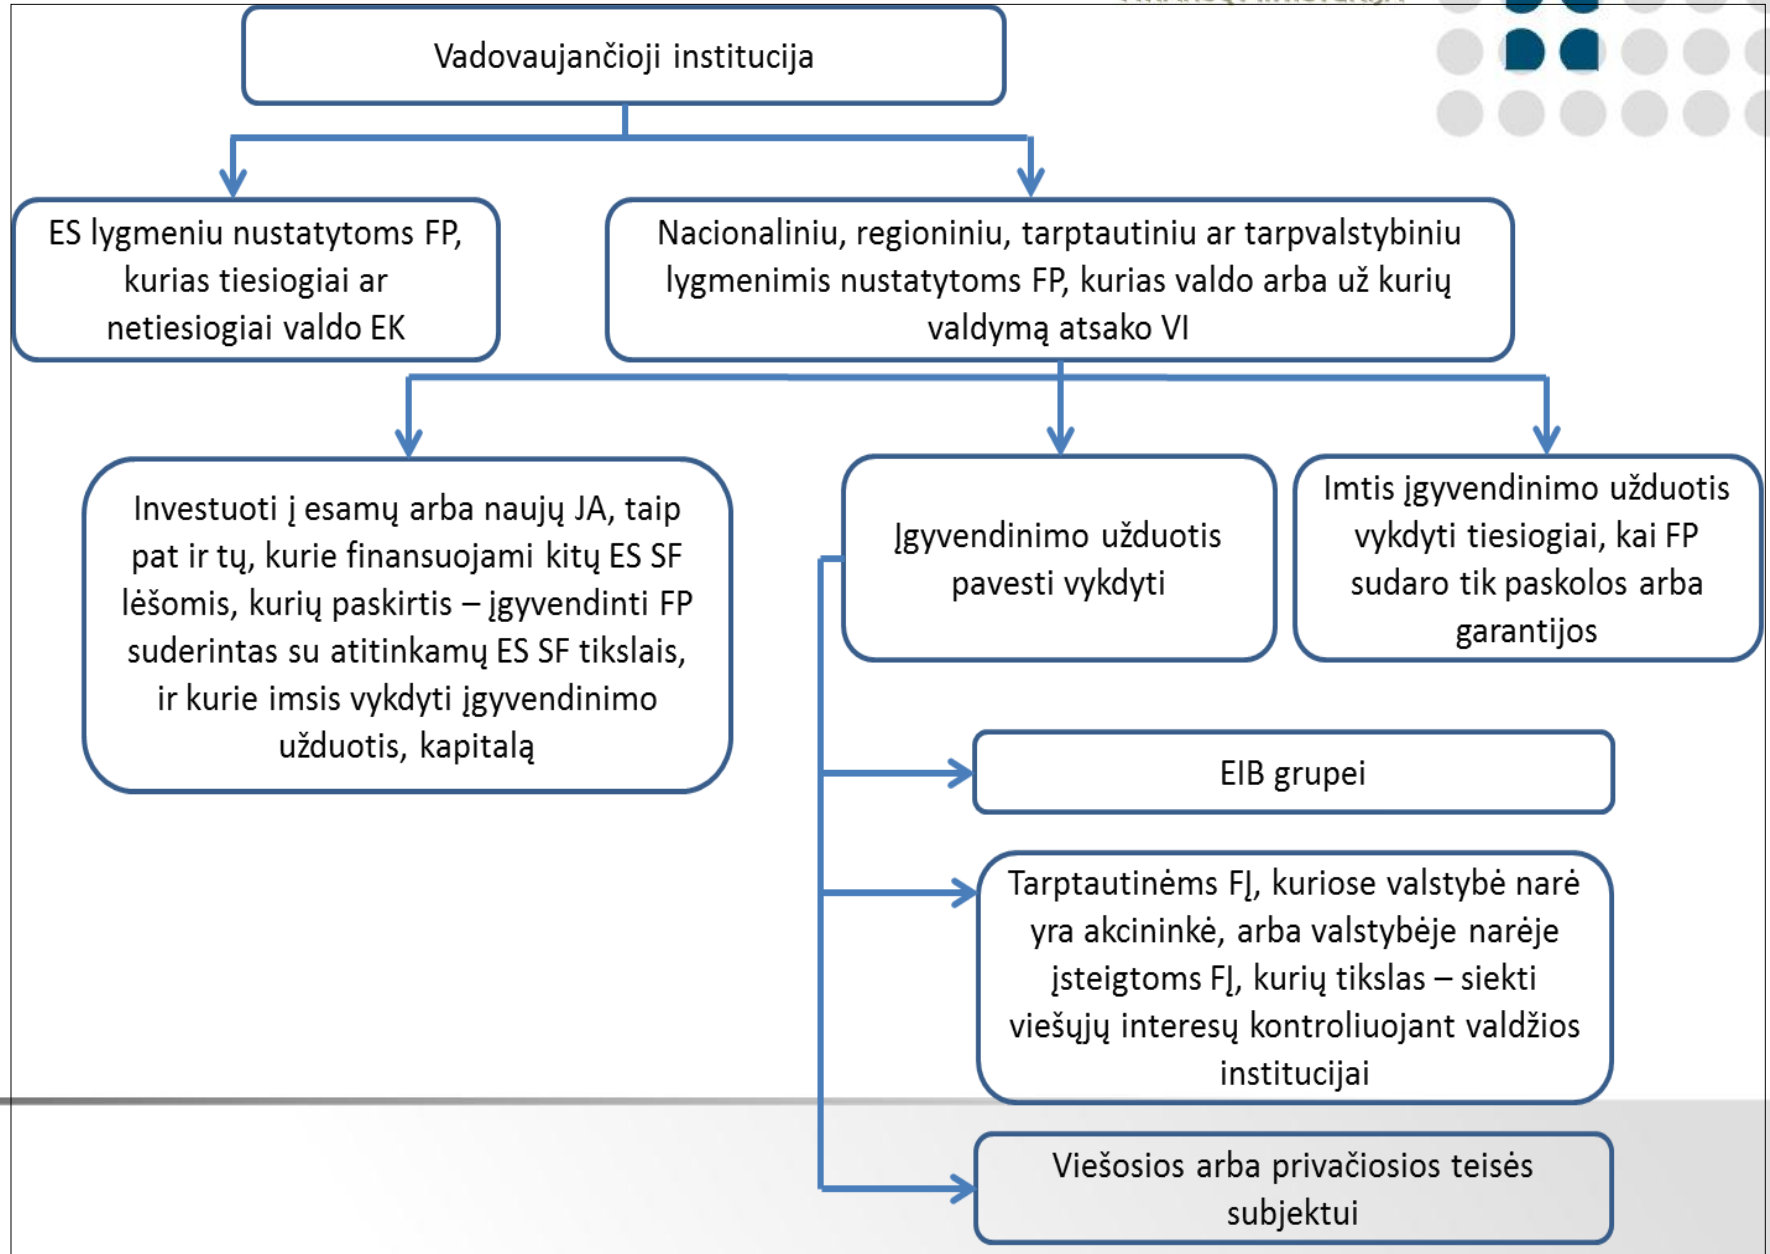 Vadovaujančioji institucija
ES lygmeniu nustatytoms FP,
kurias tiesiogiai ar
netiesiogiai valdo EK
Nacionaliniu, regioniniu, tarptautiniu ar tarpvalstybiniu
lygmenimis nustatytoms FP, kurias valdo arba už kurių
valdymą atsako VI
Investuoti į esamų arba naujų JA, taip
pat ir tų, kurie finansuojami kitų ES SF
lėšomis, kurių paskirtis – įgyvendinti FP
suderintas su atitinkamų ES SF tikslais,
ir kurie imsis vykdyti įgyvendinimo
užduotis, kapitalą
Įgyvendinimo užduotis
pavesti vykdyti
Imtis įgyvendinimo užduotis
vykdyti tiesiogiai, kai FP
sudaro tik paskolos arba
garantijos
EIB grupei
Tarptautinėms FĮ, kuriose valstybė narė
yra akcininkė, arba valstybėje narėje
įsteigtoms FĮ, kurių tikslas – siekti
viešųjų interesų kontroliuojant valdžios
institucijai
Viešosios arba privačiosios teisės
subjektui